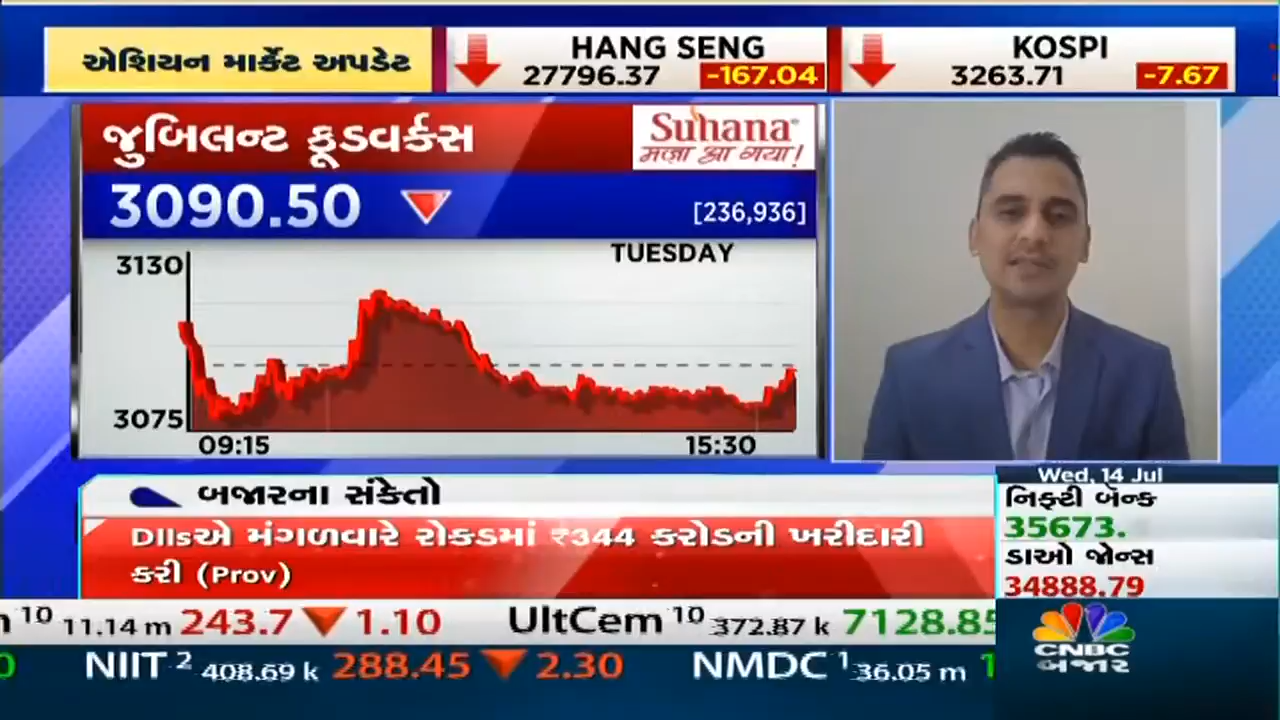 એશિયન માર્કેટ અપડેટ
HANG SENG
27796.37 -167.04
KOSPI
3263.71 -7.67
જુબિલન્ટ ફૂડવર્ક્સ
Suhana
मज़ा आ गया!
3090.50
[236,936]
TUESDAY
3130
3075
09:15 15:30
બજારના સંકેતો
DIIsએ મંગળવારે રોકડમાં ₹344 કરોડની ખરીદારી
કરી (Prov)
Wed, 14 Jul
નિફ્ટી બૅન્ક
35673.
ડાઓ જોન્સ
34888.79
10 11.14 m 243.7 1.10 UltCem 10 372.87 k 7128.85
NIIT 2 408.69 k 288.45 2.30 NMDC 1 36.05 m
CNBC
બજાર